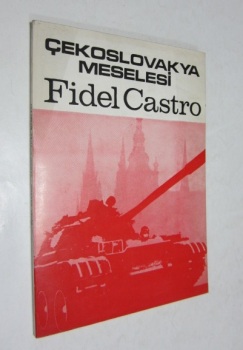 ÇEKOSLOVAKYA
MESELESİ
Fidel Castro